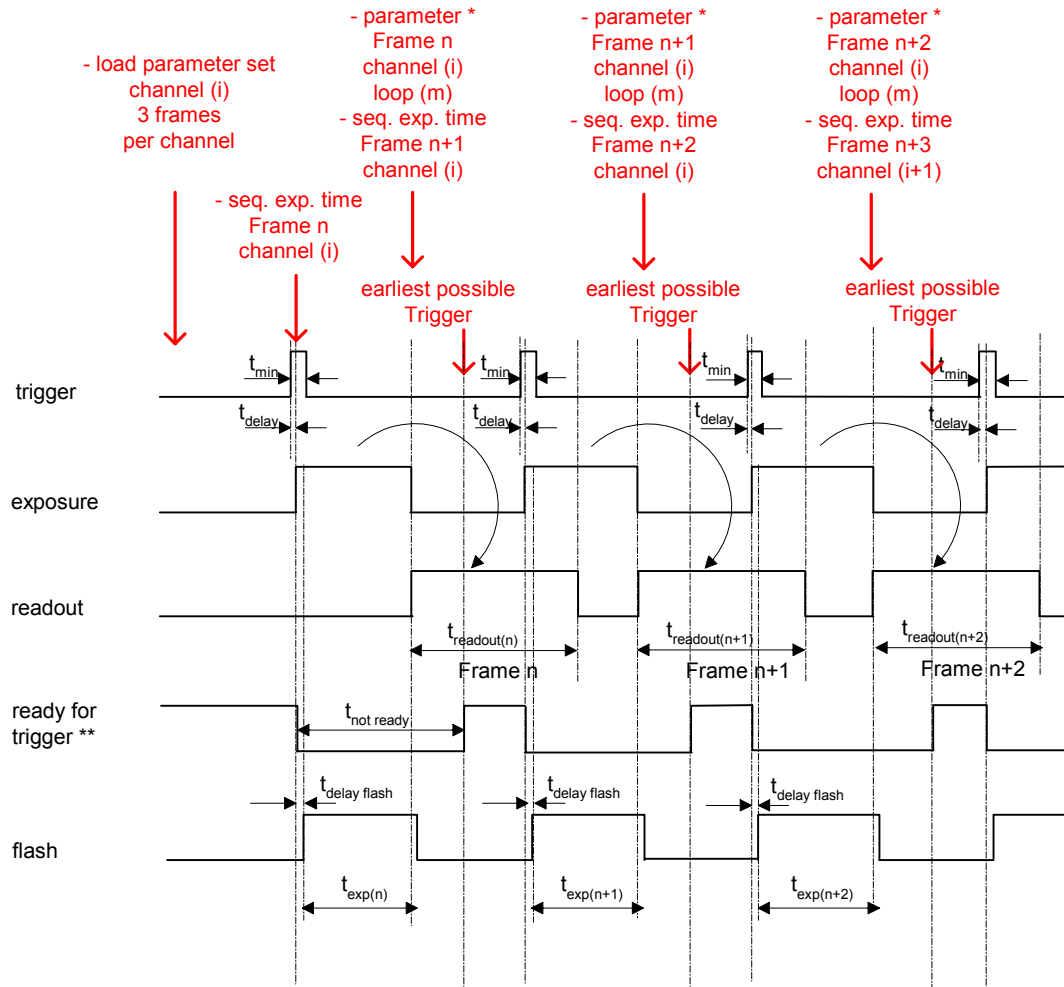 - load parameter set
channel (i)
3 frames
per channel
- seq. exp. time
Frame n
channel (i)
- parameter *
Frame n
channel (i)
loop (m)
- seq. exp. time
Frame n+1
channel (i)
- parameter *
Frame n+1
channel (i)
loop (m)
- seq. exp. time
Frame n+2
channel (i)
- parameter *
Frame n+2
channel (i)
loop (m)
- seq. exp. time
Frame n+3
channel (i+1)
earliest possible
Trigger
earliest possible
Trigger
earliest possible
Trigger
trigger
tmin
tmin
tmin
tmin
tdelay
tdelay
tdelay
tdelay
exposure
readout
treadout(n)
Frame n
treadout(n+1)
Frame n+1
treadout(n+2)
Frame n+2
ready for
trigger **
tnot ready
tdelay flash
tdelay flash
tdelay flash
flash
texp(n)
texp(n+1)
texp(n+2)